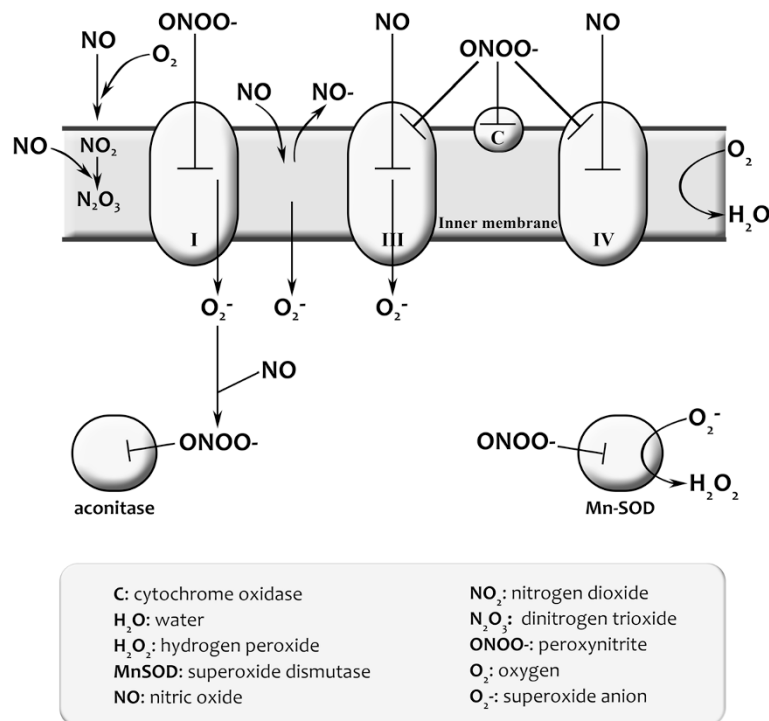 ONOO-
NO
NO
O₂
ONOO-
NO
NO
NO-
C
NO
NO₂
N₂O₃
O₂
H₂O
I
III
Inner membrane
IV
O₂-
O₂-
O₂-
NO
ONOO-
aconitase
ONOO-
O₂-
H₂O₂
Mn-SOD
C: cytochrome oxidase
H₂O: water
H₂O₂: hydrogen peroxide
MnSOD: superoxide dismutase
NO: nitric oxide
NO₂: nitrogen dioxide
N₂O₃: dinitrogen trioxide
ONOO-: peroxynitrite
O₂: oxygen
O₂-: superoxide anion